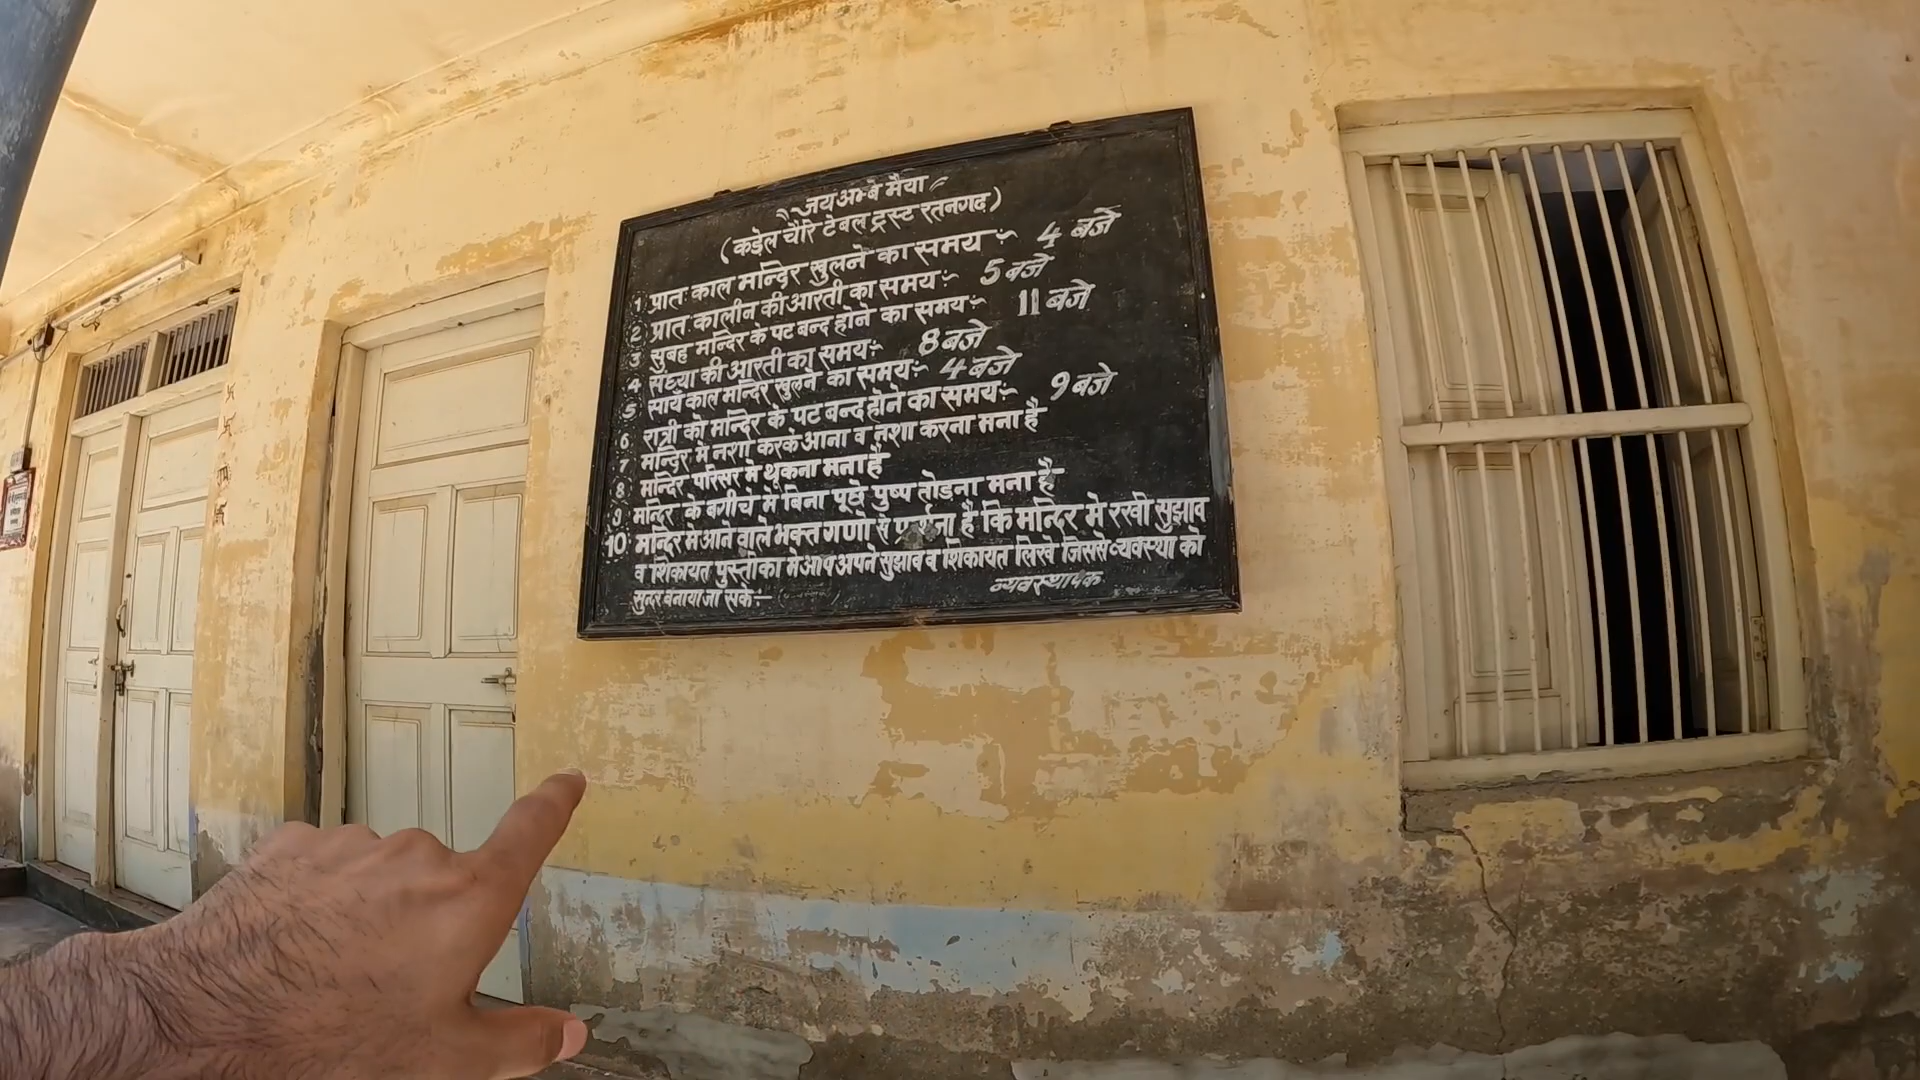 जय अम्बे मैया
(कड़ेल चैरिटेबल ट्रस्ट रतनगढ)
1 प्रातः काल मन्दिर खुलने का समय :- 4 बजे
2 प्रातः कालीन की आरती का समय :- 5 बजे
3 सुबह मन्दिर के पट बन्द होने का समय :- 11 बजे
4 संध्या की आरती का समय :- 8 बजे
5 सायं काल मन्दिर खुलने का समय :- 4 बजे
6 रात्री को मन्दिर के पट बन्द होने का समय :- 9 बजे
7 मन्दिर मे नशा करके आना व नशा करना मना है
8 मन्दिर परिसर मे थूकना मना है
9 मन्दिर के बगीचे मे बिना पूछे पुष्प तोडना मना है
10 मन्दिर मे आने वाले भक्त गणो से प्रार्थना है कि मन्दिर मे रखी सुझाव
व शिकायत पुस्तीका मे आप अपने सुझाव व शिकायत लिखे जिससे व्यवस्था को
सुन्दर बनाया जा सके :-
व्यवस्थापक